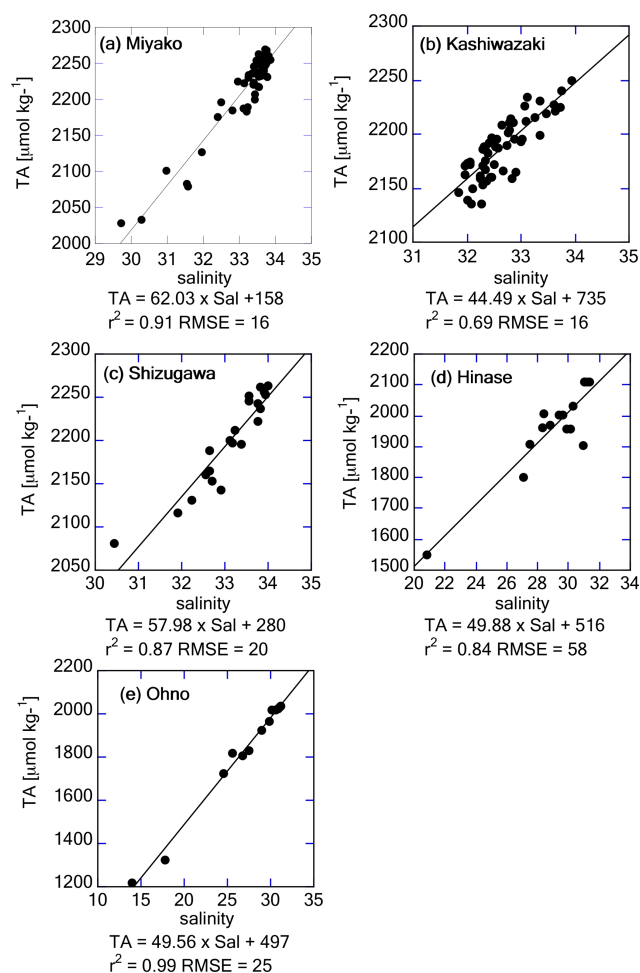 (a) Miyako
TA [μmol kg-1]
2300
2250
2200
2150
2100
2050
2000
29 30 31 32 33 34 35
salinity
TA = 62.03 x Sal +158
r2 = 0.91 RMSE = 16
(b) Kashiwazaki
TA [μmol kg-1]
2300
2250
2200
2150
2100
31 32 33 34 35
salinity
TA = 44.49 x Sal + 735
r2 = 0.69 RMSE = 16
(c) Shizugawa
TA [μmol kg-1]
2300
2250
2200
2150
2100
2050
30 31 32 33 34 35
salinity
TA = 57.98 x Sal + 280
r2 = 0.87 RMSE = 20
(d) Hinase
TA [μmol kg-1]
2200
2100
2000
1900
1800
1700
1600
1500
20 22 24 26 28 30 32 34
salinity
TA = 49.88 x Sal + 516
r2 = 0.84 RMSE = 58
(e) Ohno
TA [μmol kg-1]
2200
2000
1800
1600
1400
1200
10 15 20 25 30 35
salinity
TA = 49.56 x Sal + 497
r2 = 0.99 RMSE = 25